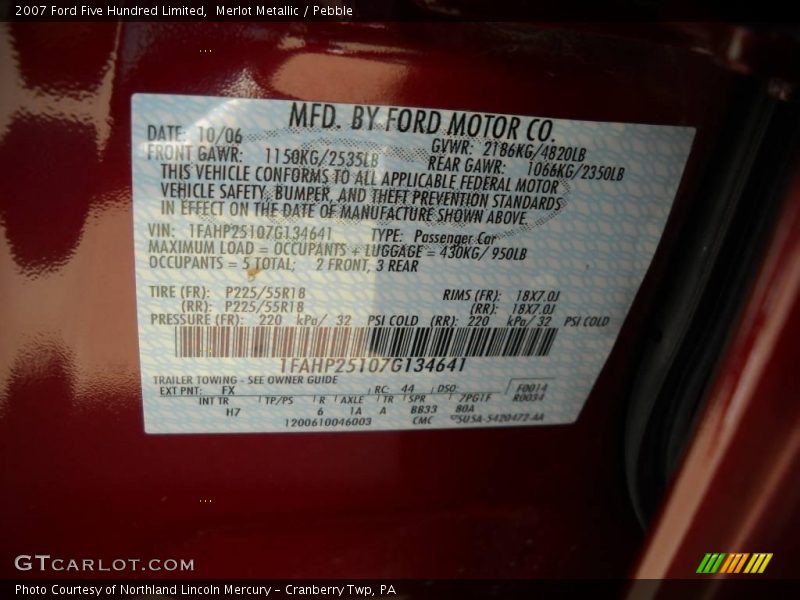 2007 Ford Five Hundred Limited,  Merlot Metallic / Pebble
MFD. BY FORD MOTOR CO.
DATE: 10/06 GVWR: 2186KG/4820LB
FRONT GAWR: 1150KG/2535LB REAR GAWR: 1066KG/2350LB
THIS VEHICLE CONFORMS TO ALL APPLICABLE FEDERAL MOTOR
VEHICLE SAFETY, BUMPER, AND THEFT PREVENTION STANDARDS
IN EFFECT ON THE DATE OF MANUFACTURE SHOWN ABOVE.
VIN: 1FAHP25107G134641 TYPE: Passenger Car
MAXIMUM LOAD = OCCUPANTS + LUGGAGE = 430KG/ 950LB
OCCUPANTS = 5 TOTAL; 2 FRONT, 3 REAR
TIRE (FR): P225/55R18 RIMS (FR): 18X7.0J
(RR): P225/55R18 (RR): 18X7.0J
PRESSURE (FR): 220 kPa/ 32 PSI COLD (RR): 220 kPa/ 32 PSI COLD
1FAHP25107G134641
TRAILER TOWING - SEE OWNER GUIDE
EXT PNT: FX RC: 44 DSO: F0014
INT TR TP/PS R AXLE TR SPR 7PG1F R0034
H7 6 1A A BB33 80A
1200610046003 CMC 5U5A-5420472-AA
GTCARLOT.COM
Photo Courtesy of Northland Lincoln Mercury – Cranberry Twp, PA